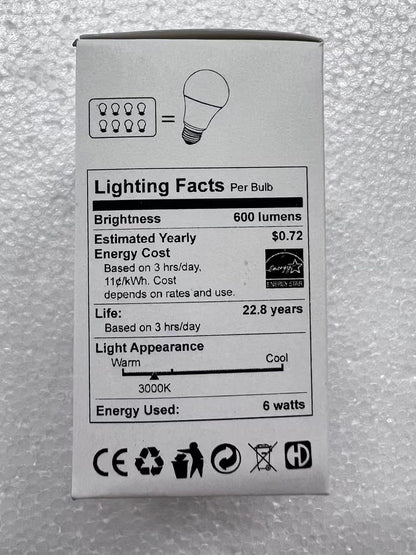 Lighting Facts Per Bulb
Brightness 600 lumens
Estimated Yearly $0.72
Energy Cost
Based on 3 hrs/day,
11¢/kWh. Cost
depends on rates and use.
energy
ENERGY STAR
Life: 22.8 years
Based on 3 hrs/day
Light Appearance
Warm Cool
3000K
Energy Used: 6 watts
CE